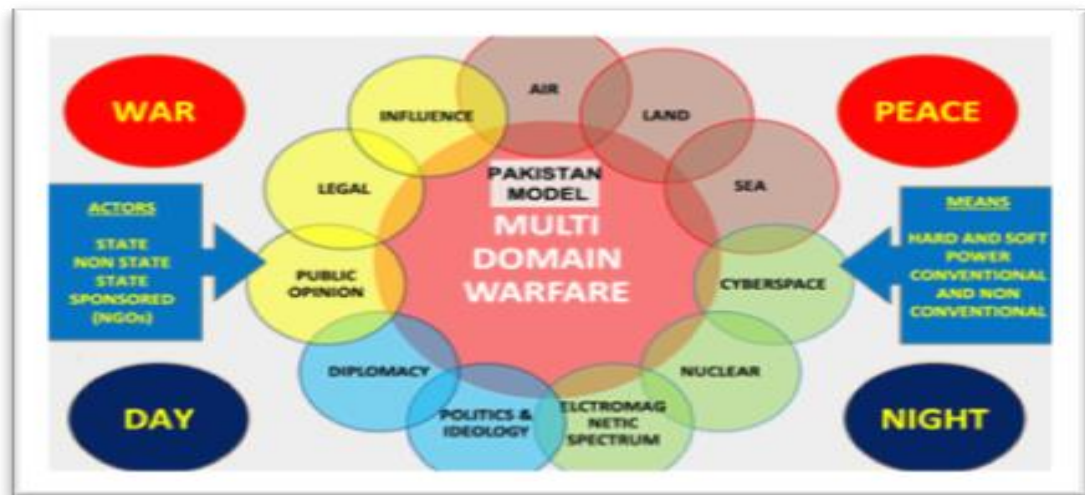 WAR
PEACE
AIR
INFLUENCE
LAND
LEGAL
SEA
PAKISTAN
MODEL
MULTI
DOMAIN
WARFARE
ACTORS
STATE
NON STATE
STATE
SPONSORED
(NGOs)
MEANS
HARD AND SOFT
POWER
CONVENTIONAL
AND NON
CONVENTIONAL
PUBLIC
OPINION
CYBERSPACE
DIPLOMACY
NUCLEAR
POLITICS &
IDEOLOGY
ELCTROMAG
NETIC
SPECTRUM
DAY
NIGHT